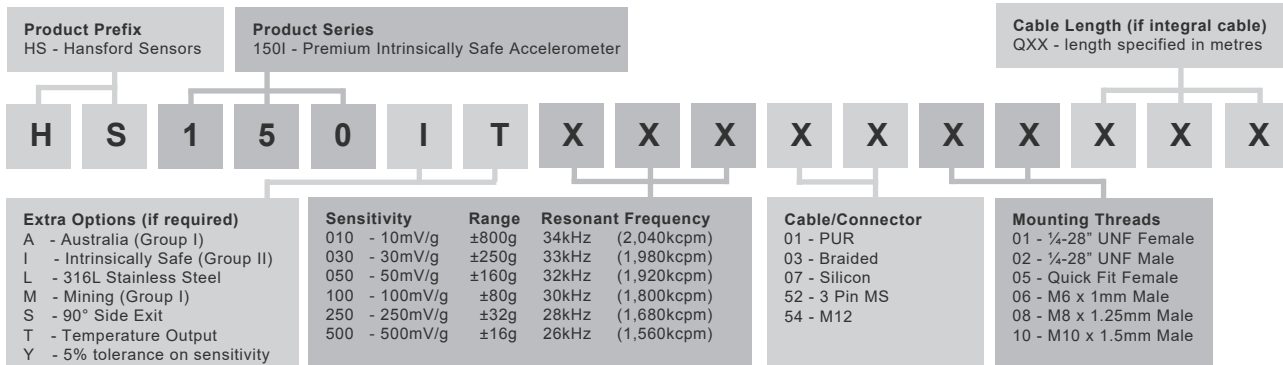 Product Prefix
HS - Hansford Sensors
Product Series
150I - Premium Intrinsically Safe Accelerometer
Cable Length (if integral cable)
QXX - length specified in metres
H S 1 5 0 I T X X X X X X X X X X
Extra Options (if required)
A - Australia (Group I)
I - Intrinsically Safe (Group II)
L - 316L Stainless Steel
M - Mining (Group I)
S - 90° Side Exit
T - Temperature Output
Y - 5% tolerance on sensitivity
Sensitivity Range Resonant Frequency
010 - 10mV/g ±800g 34kHz (2,040kcpm)
030 - 30mV/g ±250g 33kHz (1,980kcpm)
050 - 50mV/g ±160g 32kHz (1,920kcpm)
100 - 100mV/g ±80g 30kHz (1,800kcpm)
250 - 250mV/g ±32g 28kHz (1,680kcpm)
500 - 500mV/g ±16g 26kHz (1,560kcpm)
Cable/Connector
01 - PUR
03 - Braided
07 - Silicon
52 - 3 Pin MS
54 - M12
Mounting Threads
01 - ¼-28” UNF Female
02 - ¼-28” UNF Male
05 - Quick Fit Female
06 - M6 x 1mm Male
08 - M8 x 1.25mm Male
10 - M10 x 1.5mm Male